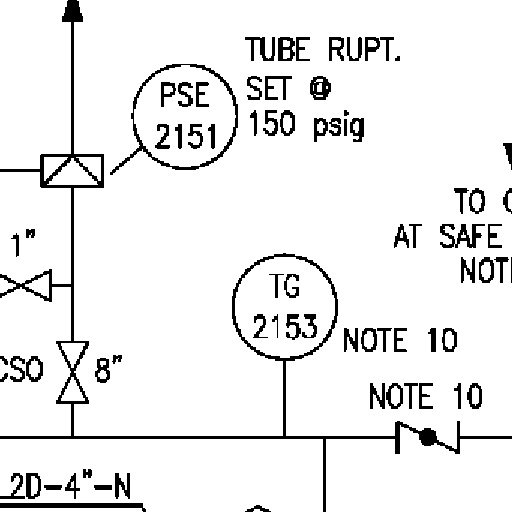 TUBE RUPT.
SET @
150 psig
PSE
2151
TO
AT SAFE
1"
TG
2153
NOTE 10
CSO
8"
NOTE 10
2D-4"-N